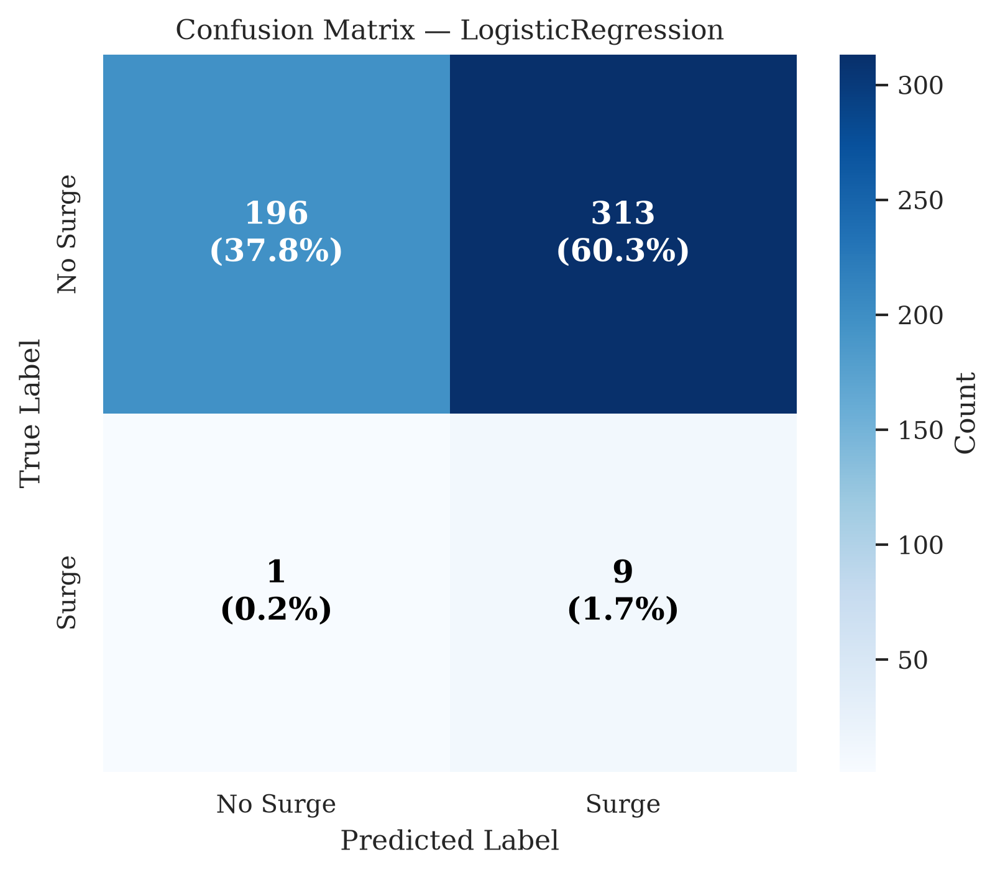 Confusion Matrix — LogisticRegression
True Label
No Surge
Surge
196
(37.8%)
313
(60.3%)
1
(0.2%)
9
(1.7%)
No Surge
Surge
Predicted Label
300
250
200
150
100
50
Count